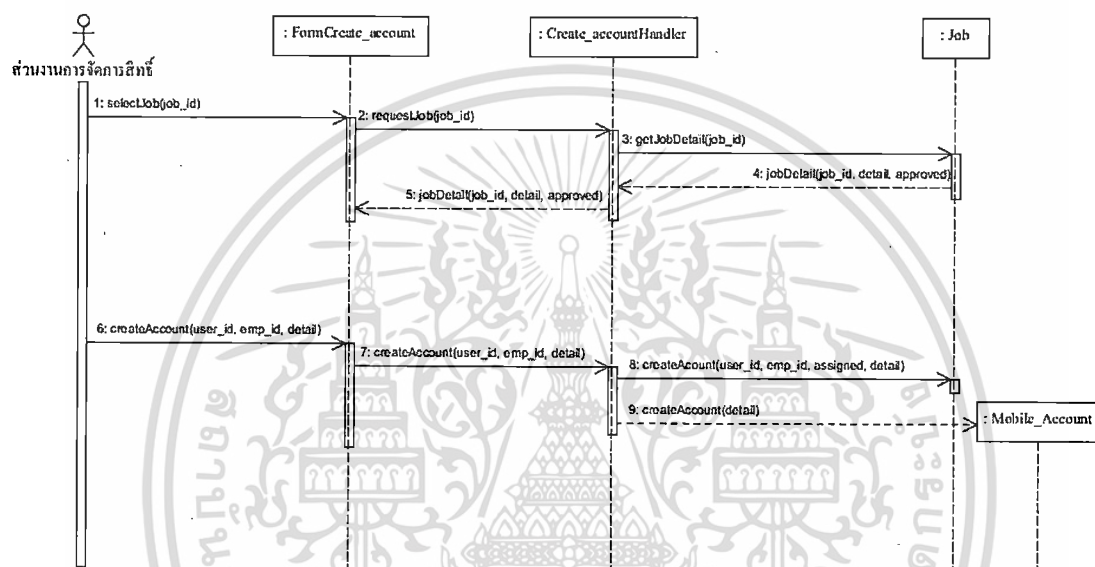 : FormCreate_account
: Create_accountHandler
: Job
ส่วนงานการจัดการสิทธิ์
1: selectJob(job_id)
2: requestJob(job_id)
3: getJobDetail(job_id)
4: jobDetail(job_id, detail, approved)
5: jobDetail(job_id, detail, approved)
6: createAccount(user_id, emp_id, detail)
7: createAccount(user_id, emp_id, detail)
8: createAccount(user_id, emp_id, assigned, detail)
9: createAccount(detail)
: Mobile_Account